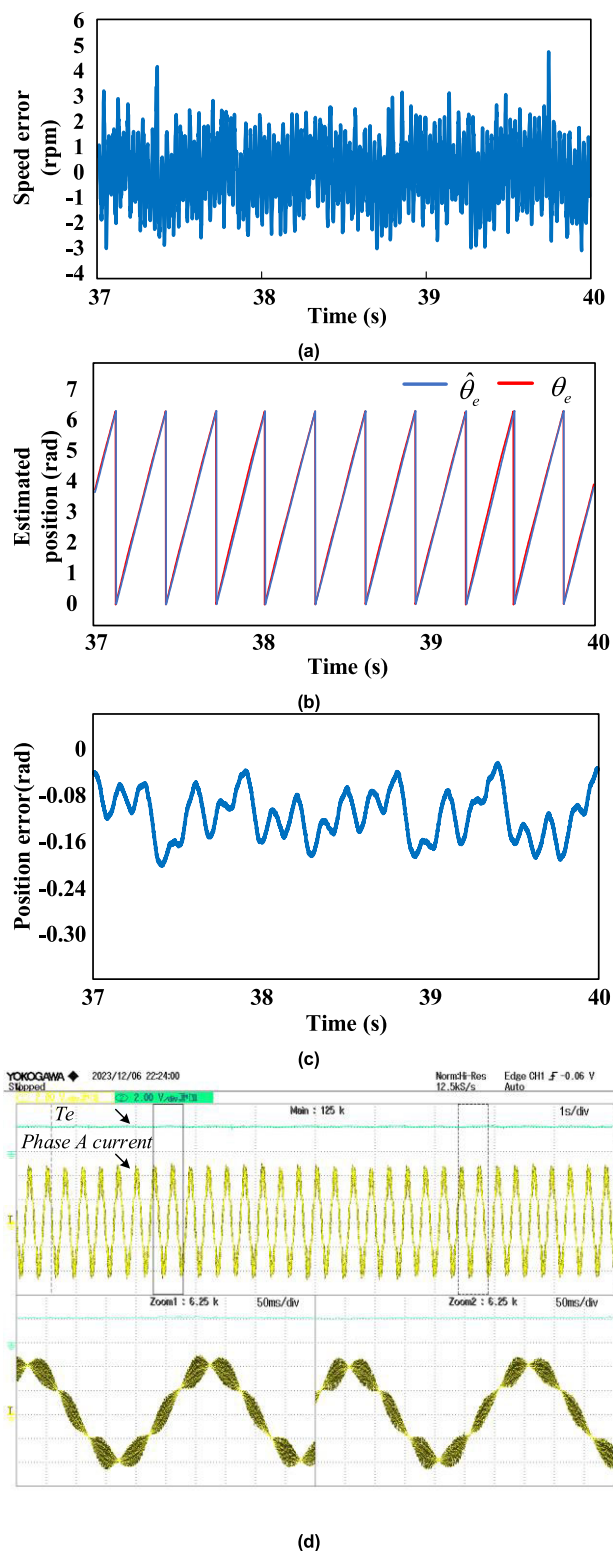 6
5
4
3
2
1
0
-1
-2
-3
-4
Speed error
(rpm)
37 38 39 40
Time (s)
(a)
7
6
5
4
3
2
1
0
Estimated
position (rad)
θ̂e θe
37 38 39 40
Time (s)
(b)
0
-0.08
-0.16
-0.24
-0.30
Position error(rad)
37 38 39 40
Time (s)
(c)
YOKOGAWA ◆ 2023/12/06 22:24:00 Norm:Hi-Res Edge CH1 -0.06 V
Stopped 12.5kS/s Auto
2.00 V
Te Main : 125 k 1s/div
Phase A current
Zoom1 : 6.25 k 50ms/div Zoom2 : 6.25 k 50ms/div
(d)